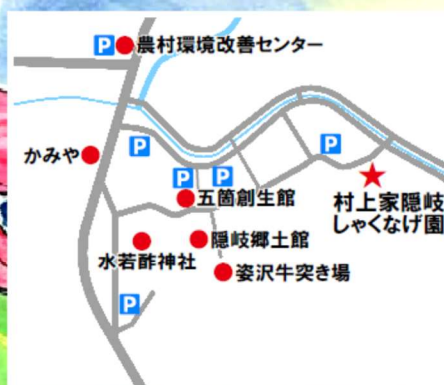 P
農村環境改善センター
かみや
P
P
P
P
五箇創生館
村上家隠岐
しゃくなげ園
水若酢神社
隠岐郷土館
姿沢牛突き場
P